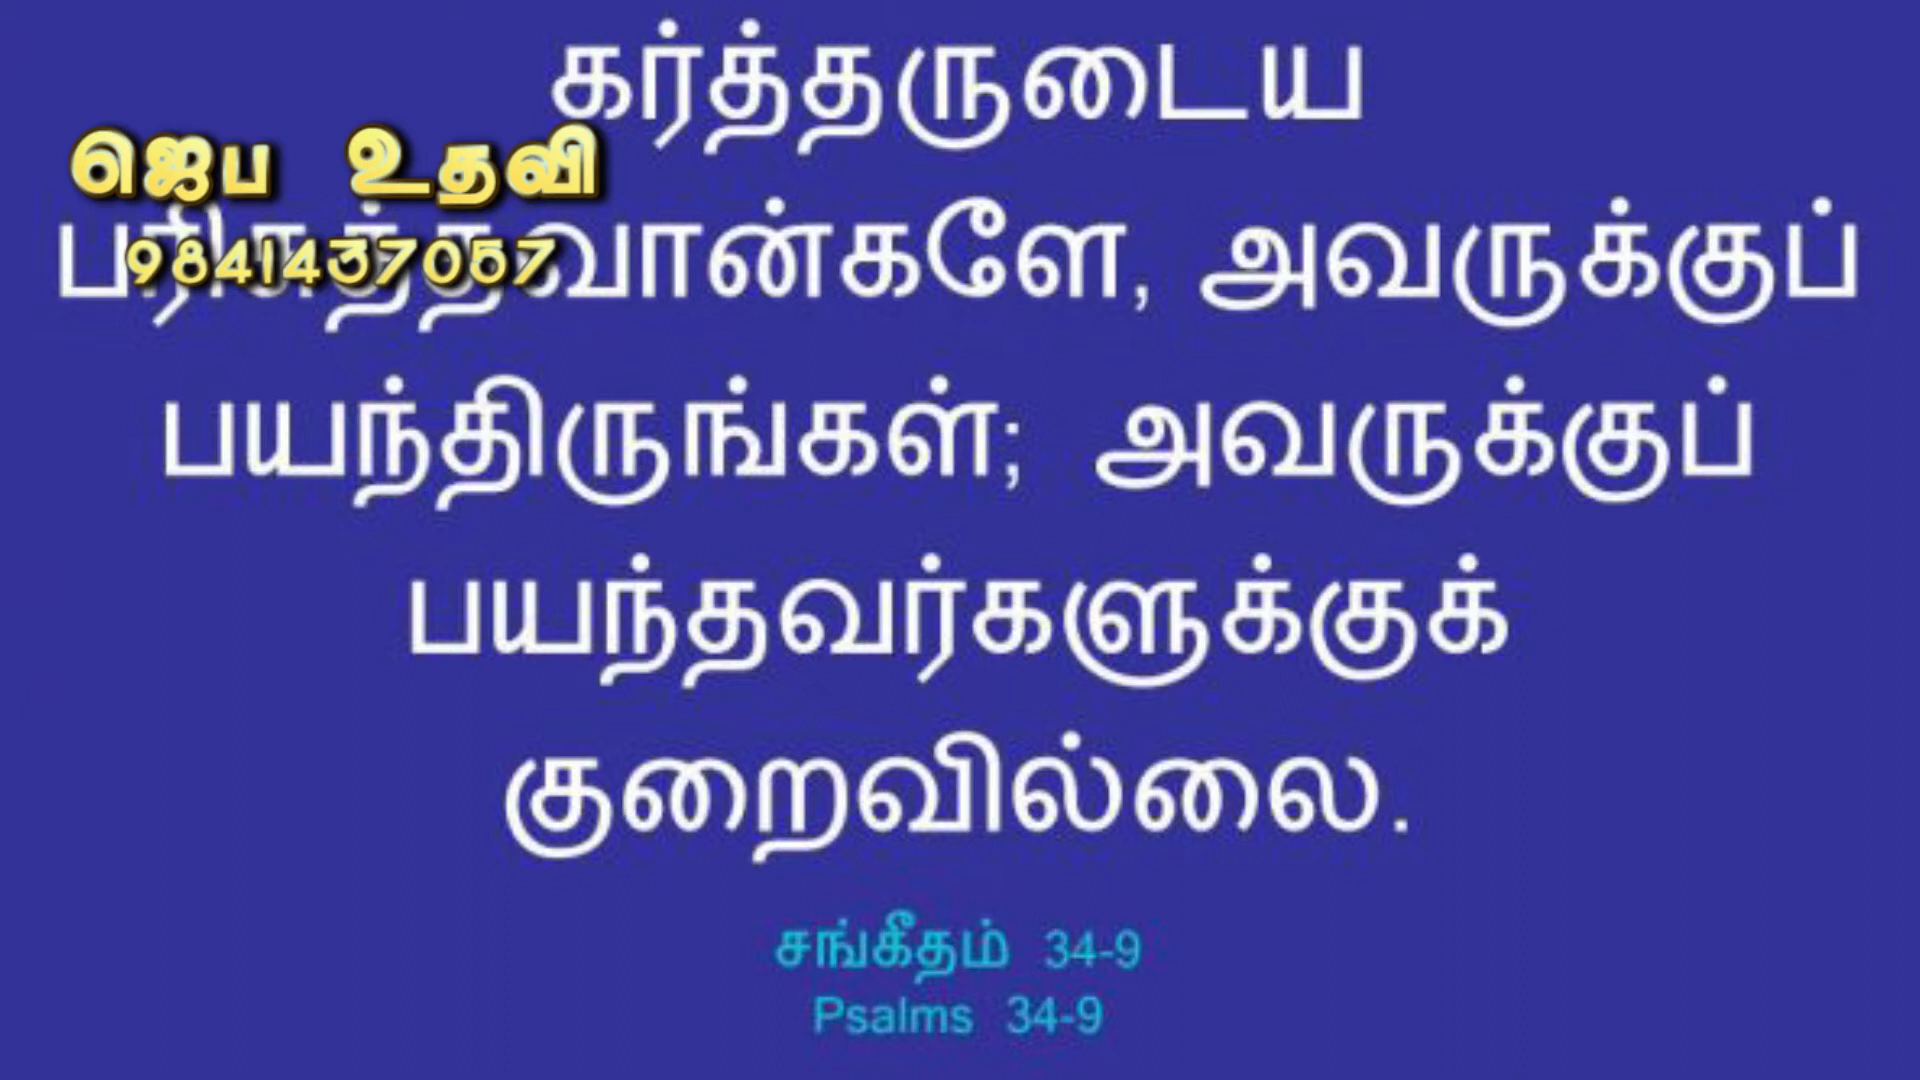 கர்த்தருடைய
ஜெப உதவி
9841437057
பரிசுத்தவான்களே, அவருக்குப்
பயந்திருங்கள்; அவருக்குப்
பயந்தவர்களுக்குக்
குறைவில்லை.
சங்கீதம் 34-9
Psalms 34-9